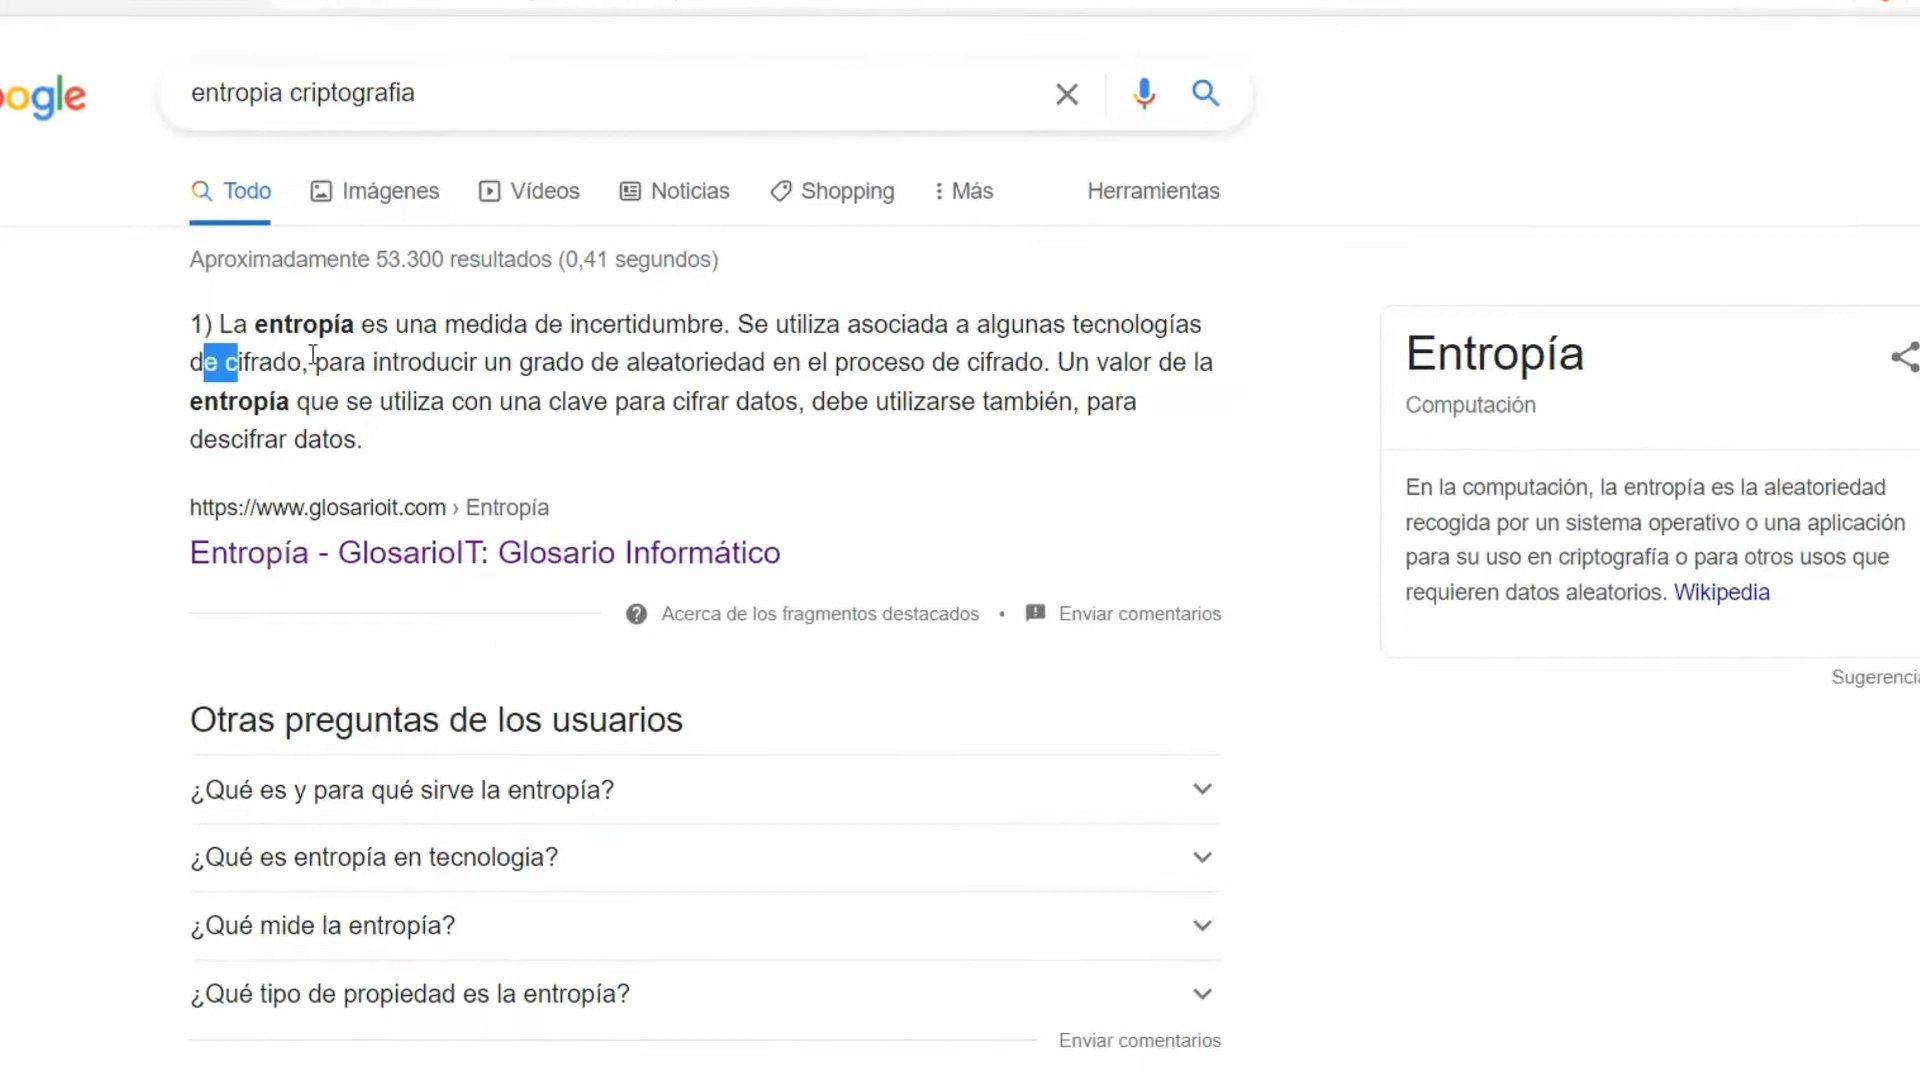 ogle
entropia criptografia
Todo
Imágenes
Vídeos
Noticias
Shopping
Más
Herramientas
Aproximadamente 53.300 resultados (0,41 segundos)
1) La entropía es una medida de incertidumbre. Se utiliza asociada a algunas tecnologías
de cifrado, para introducir un grado de aleatoriedad en el proceso de cifrado. Un valor de la
entropía que se utiliza con una clave para cifrar datos, debe utilizarse también, para
descifrar datos.
https://www.glosarioit.com › Entropía
Entropía - GlosarioIT: Glosario Informático
Acerca de los fragmentos destacados • Enviar comentarios
Otras preguntas de los usuarios
¿Qué es y para qué sirve la entropía?
¿Qué es entropía en tecnologia?
¿Qué mide la entropía?
¿Qué tipo de propiedad es la entropía?
Enviar comentarios
Entropía
Computación
En la computación, la entropía es la aleatoriedad
recogida por un sistema operativo o una aplicación
para su uso en criptografía o para otros usos que
requieren datos aleatorios. Wikipedia
Sugerencia